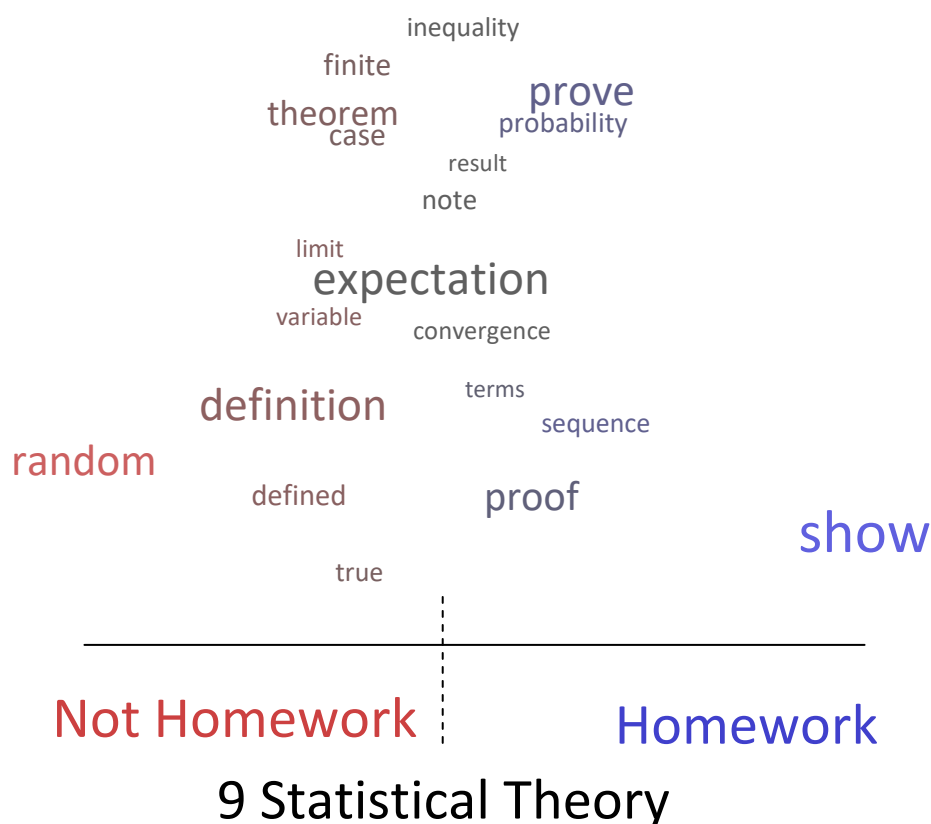 inequality
finite
prove
theorem
probability
case
result
note
limit
expectation
variable
convergence
terms
definition
sequence
random
defined
proof
show
true
Not Homework
Homework
9 Statistical Theory